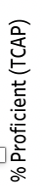 % Proficient (TCAP)